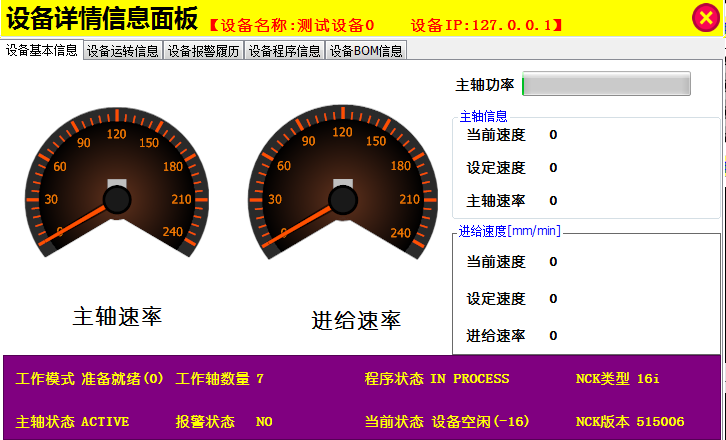 设备详情信息面板 【设备名称:测试设备0 设备IP:127.0.0.1】
设备基本信息 设备运转信息 设备报警履历 设备程序信息 设备BOM信息
主轴功率
0 30 60 90 120 150 180 210 240
主轴速率
0 30 60 90 120 150 180 210 240
进给速率
主轴信息
当前速度 0
设定速度 0
主轴速率 0
进给速度[mm/min]
当前速度 0
设定速度 0
进给速率 0
工作模式 准备就绪(0) 工作轴数量 7 程序状态 IN PROCESS NCK类型 16i
主轴状态 ACTIVE 报警状态 NO 当前状态 设备空闲(-16) NCK版本 515006